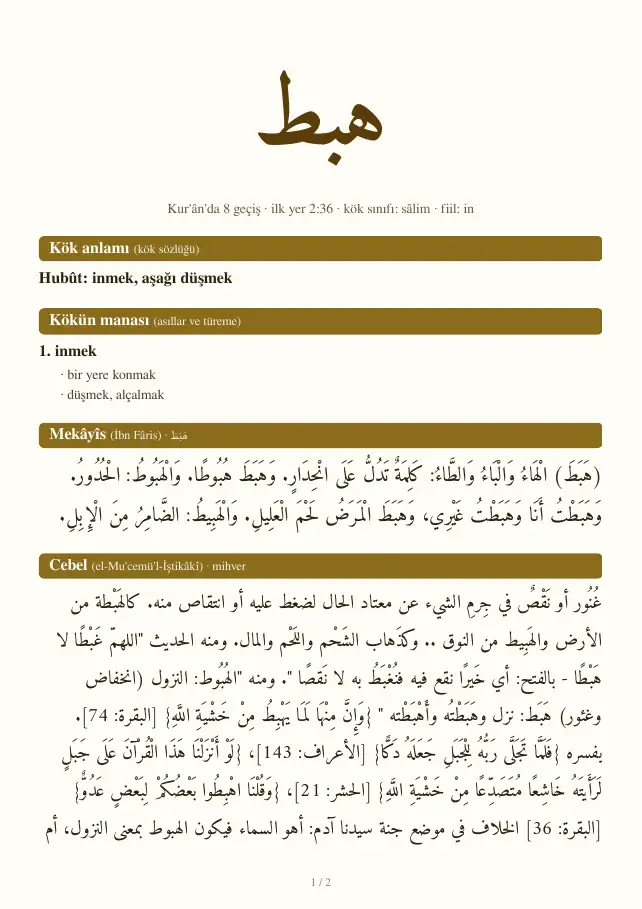 هبط
Kur'ân'da 8 geçiş · ilk yer 2:36 · kök sınıfı: sâlim · fiil: in
Kök anlamı (kök sözlüğü)
Hubût: inmek, aşağı düşmek
Kökün manası (asıllar ve türeme)
1. inmek
· bir yere konmak
· düşmek, alçalmak
Mekâyîs (İbn Fâris) · هَبَطَ
(هَبَطَ) الْهَاءُ وَالْبَاءُ وَالطَّاءُ: كَلِمَةٌ تَدُلُّ عَلَى انْحِدَارٍ. وَهَبَطَ هُبُوطًا. وَالْهَبُوطُ: الْحُدُورُ.
وَهَبَطْتُ أَنَا وَهَبَطْتُ غَيْرِي، وَهَبَطَ الْمَرَضُ لَحْمَ الْعَلِيلِ. وَالْهَبِيطُ: الضَّامِرُ مِنَ الْإِبِلِ.
Cebel (el-Mu'cemü'l-İştikâkî) · mihver
غُئُور أو نَقْصٌ في جِرمِ الشيء عن معتاد الحال لضغط عليه أو انتقاص منه. كالهَبْطة من
الأرض والهَبِيط من النوق .. وكذَهاب الشَحْم واللَحْم والمال. ومنه الحديث "اللهمّ غَبْطًا لا
هَبْطًا - بالفتح: أي خَيرًا نقع فيه فنُغْبَطُ به لا نَقصًا ". ومنه "الهُبُوط: النزول (انخفاض
وغئور) هَبَط: نزل وهَبَطْتُه وأَهْبَطْته " {وَإِنَّ مِنْهَا لَمَا يَهْبِطُ مِنْ خَشْيَةِ اللَّهِ} [البقرة: 74].
يفسره {فَلَمَّا تَجَلَّى رَبُّهُ لِلْجَبَلِ جَعَلَهُ دَكًّا} [الأعراف: 143]، {لَوْ أَنْزَلْنَا هَذَا الْقُرْآنَ عَلَى جَبَلٍ
لَرَأَيْتَهُ خَاشِعًا مُتَصَدِّعًا مِنْ خَشْيَةِ اللَّهِ} [الحشر: 21]، {وَقُلْنَا اهْبِطُوا بَعْضُكُمْ لِبَعْضٍ عَدُوٌّ}
[البقرة: 36] الخلاف في موضع جنة سيدنا آدم: أهو السماء فيكون الهبوط بمعنى النزول، أم
1 / 2